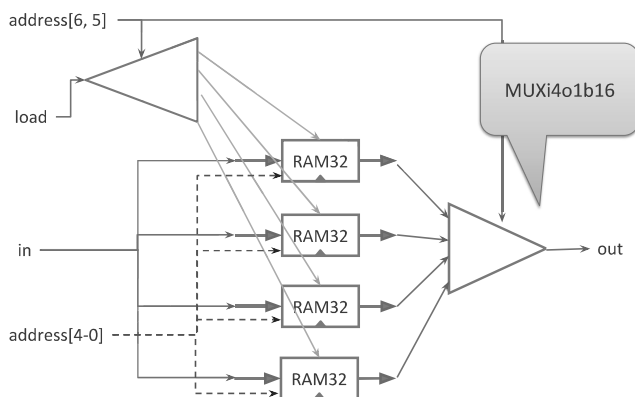 address[6, 5]
MUXi4o1b16
load
RAM32
RAM32
in
out
RAM32
address[4-0]
RAM32